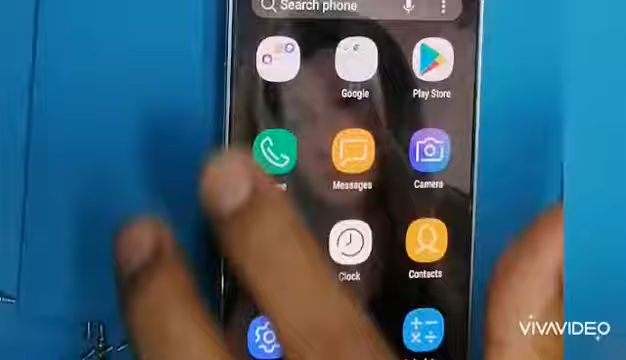 Search phone
Google
Play Store
Messages
Camera
Clock
Contacts
VIVAVIDEO